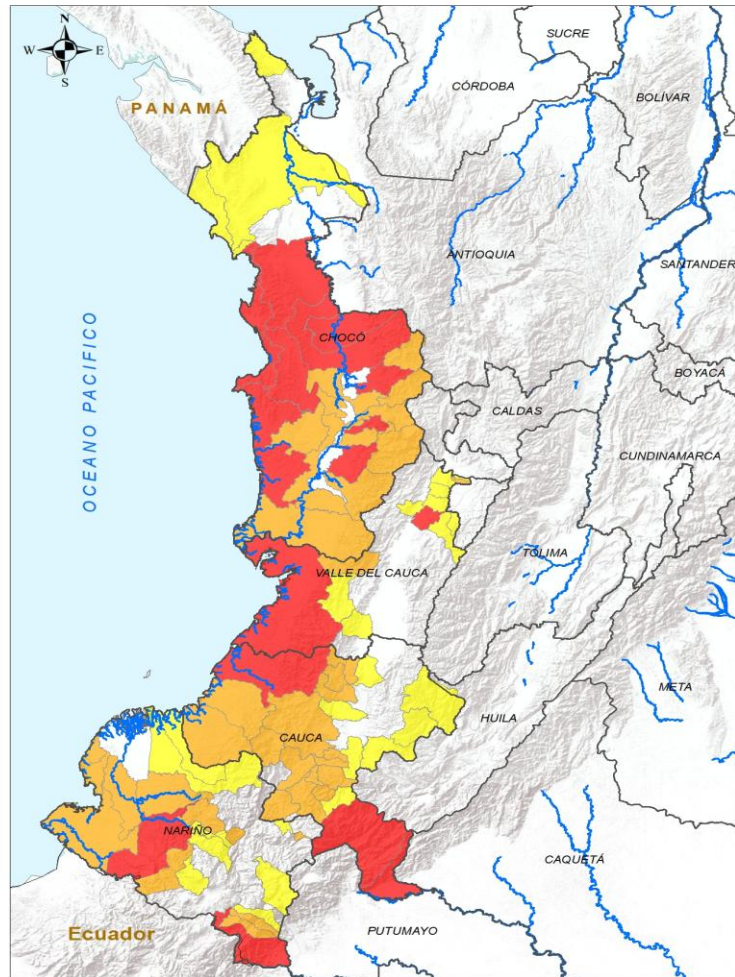 N
W E
S
PANAMÁ
SUCRE
CÓRDOBA
BOLÍVAR
ANTIOQUIA
SANTANDER
OCEANO PACIFICO
CHOCÓ
BOYACÁ
CALDAS
CUNDINAMARCA
TOLIMA
VALLE DEL CAUCA
META
HUILA
CAUCA
NARIÑO
CAQUETÁ
PUTUMAYO
Ecuador